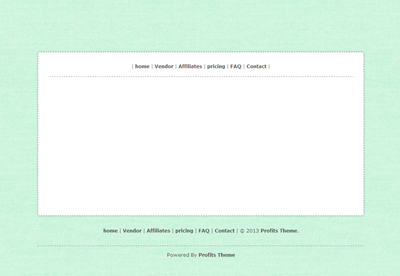 | home | Vendor | Affiliates | pricing | FAQ | Contact |
home | Vendor | Affiliates | pricing | FAQ | Contact | © 2013 Profits Theme.
Powered By Profits Theme